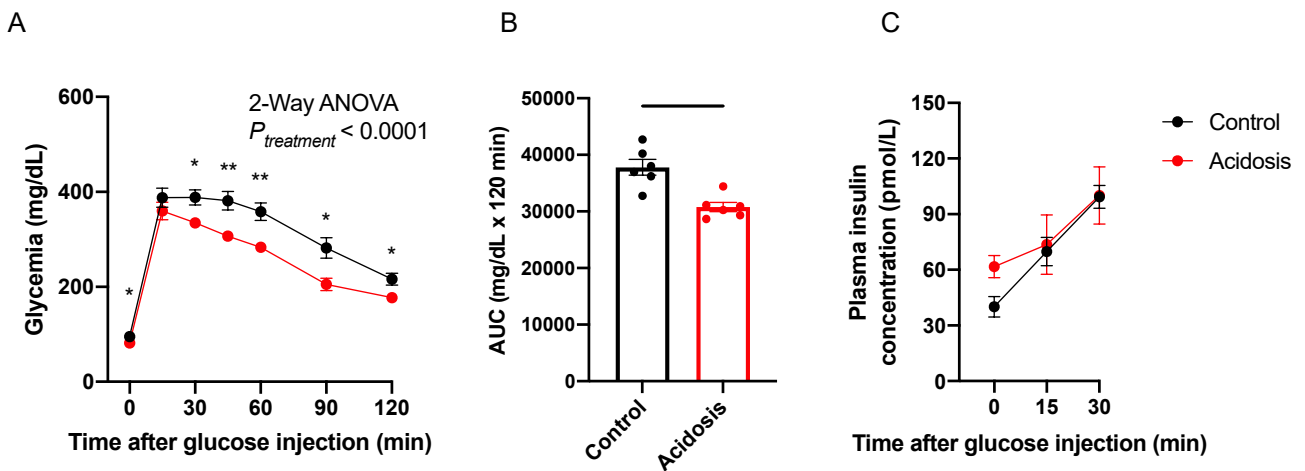 A
B
C
600
400
200
0
Glycemia (mg/dL)
2-Way ANOVA
P_treatment < 0.0001
*
*
**
**
*
*
0 30 60 90 120
Time after glucose injection (min)
50000
40000
30000
20000
10000
0
AUC (mg/dL x 120 min)
Control
Acidosis
150
120
90
60
30
0
Plasma insulin
concentration (pmol/L)
0 15 30
Time after glucose injection (min)
Control
Acidosis